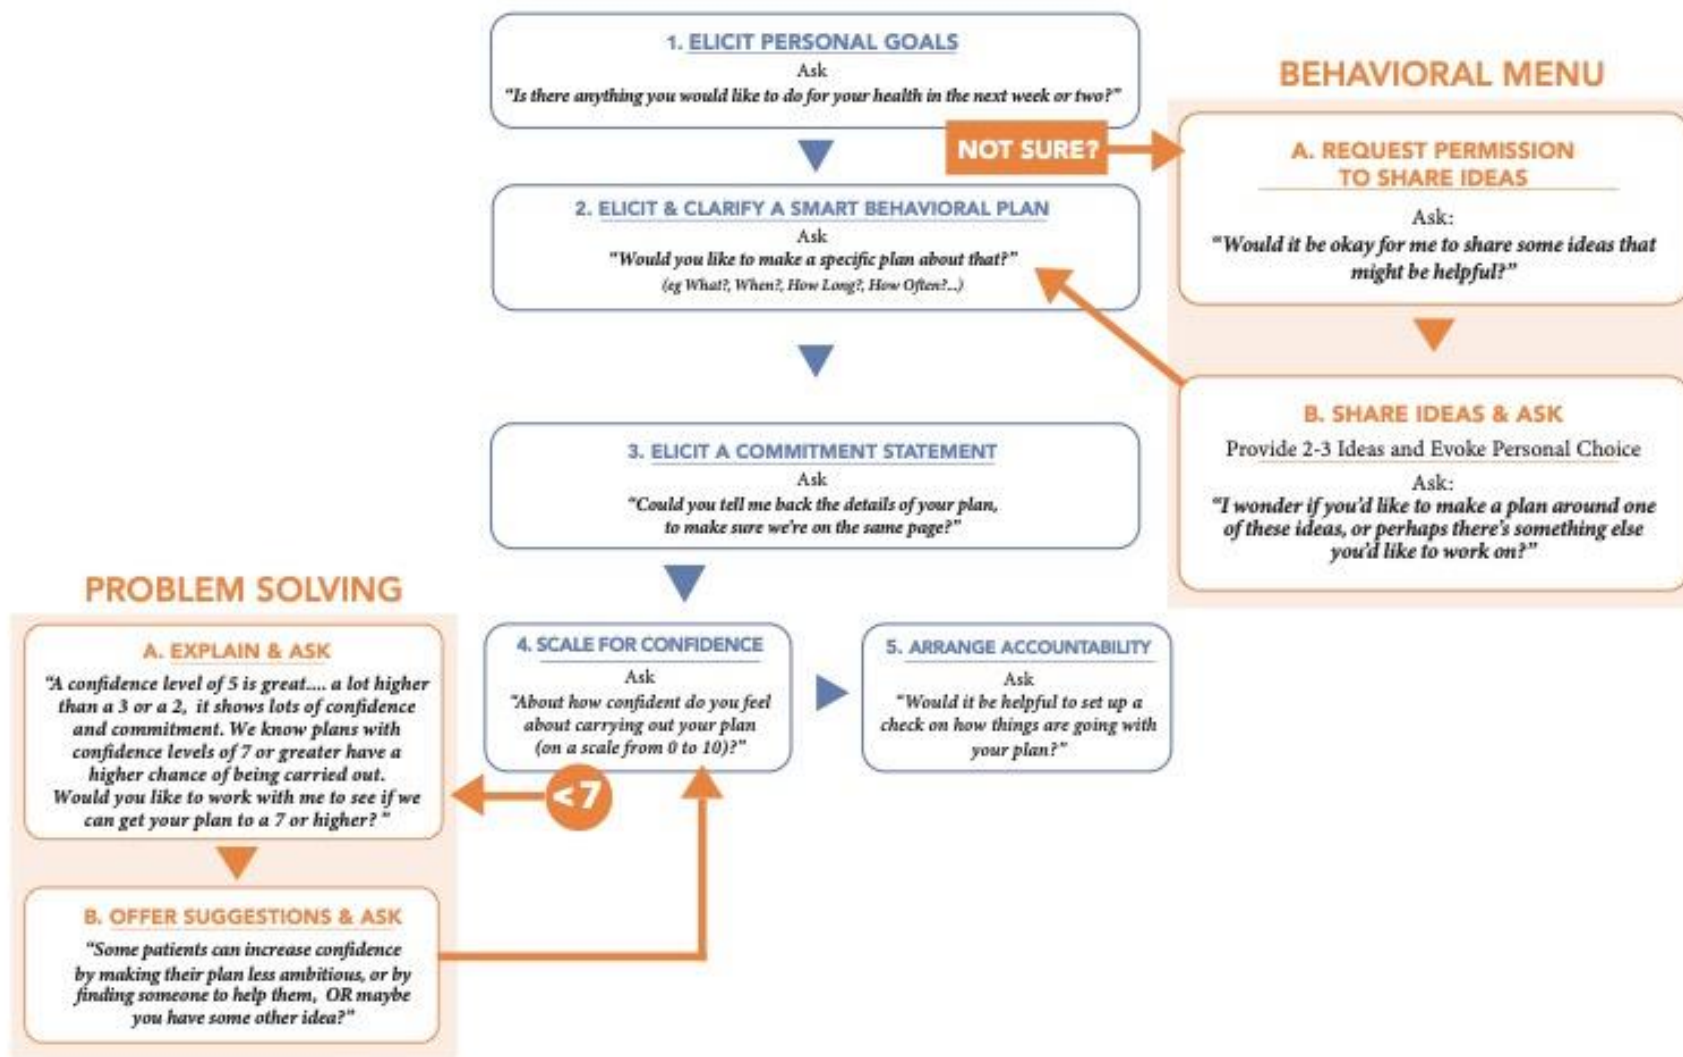 1. ELICIT PERSONAL GOALS
Ask
“Is there anything you would like to do for your health in the next week or two?”
NOT SURE?
BEHAVIORAL MENU
A. REQUEST PERMISSION
TO SHARE IDEAS
Ask:
“Would it be okay for me to share some ideas that
might be helpful?”
2. ELICIT & CLARIFY A SMART BEHAVIORAL PLAN
Ask
“Would you like to make a specific plan about that?”
(eg What?, When?, How Long?, How Often?...)
B. SHARE IDEAS & ASK
Provide 2-3 Ideas and Evoke Personal Choice
Ask:
“I wonder if you’d like to make a plan around one
of these ideas, or perhaps there’s something else
you’d like to work on?”
3. ELICIT A COMMITMENT STATEMENT
Ask
“Could you tell me back the details of your plan,
to make sure we’re on the same page?”
PROBLEM SOLVING
A. EXPLAIN & ASK
“A confidence level of 5 is great.... a lot higher
than a 3 or a 2, it shows lots of confidence
and commitment. We know plans with
confidence levels of 7 or greater have a
higher chance of being carried out.
Would you like to work with me to see if we
can get your plan to a 7 or higher? ”
4. SCALE FOR CONFIDENCE
Ask
“About how confident do you feel
about carrying out your plan
(on a scale from 0 to 10)?”
<7
5. ARRANGE ACCOUNTABILITY
Ask
“Would it be helpful to set up a
check on how things are going with
your plan?”
B. OFFER SUGGESTIONS & ASK
“Some patients can increase confidence
by making their plan less ambitious, or by
finding someone to help them, OR maybe
you have some other idea?”